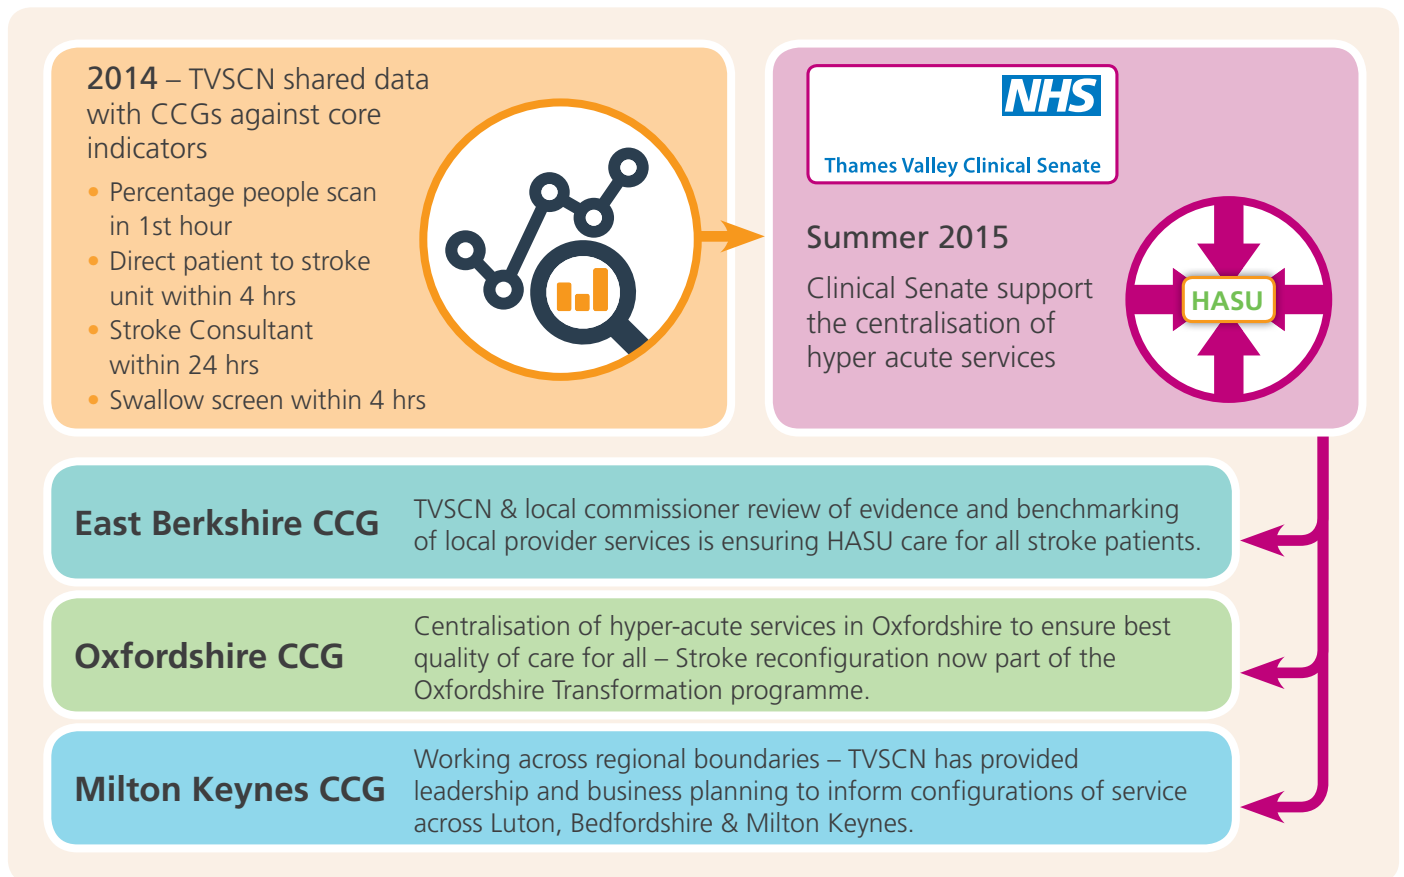 2014 – TVSCN shared data
with CCGs against core
indicators
• Percentage people scan
in 1st hour
• Direct patient to stroke
unit within 4 hrs
• Stroke Consultant
within 24 hrs
• Swallow screen within 4 hrs
NHS
Thames Valley Clinical Senate
Summer 2015
Clinical Senate support
the centralisation of
hyper acute services
HASU
East Berkshire CCG
TVSCN & local commissioner review of evidence and benchmarking
of local provider services is ensuring HASU care for all stroke patients.
Oxfordshire CCG
Centralisation of hyper-acute services in Oxfordshire to ensure best
quality of care for all – Stroke reconfiguration now part of the
Oxfordshire Transformation programme.
Milton Keynes CCG
Working across regional boundaries – TVSCN has provided
leadership and business planning to inform configurations of service
across Luton, Bedfordshire & Milton Keynes.